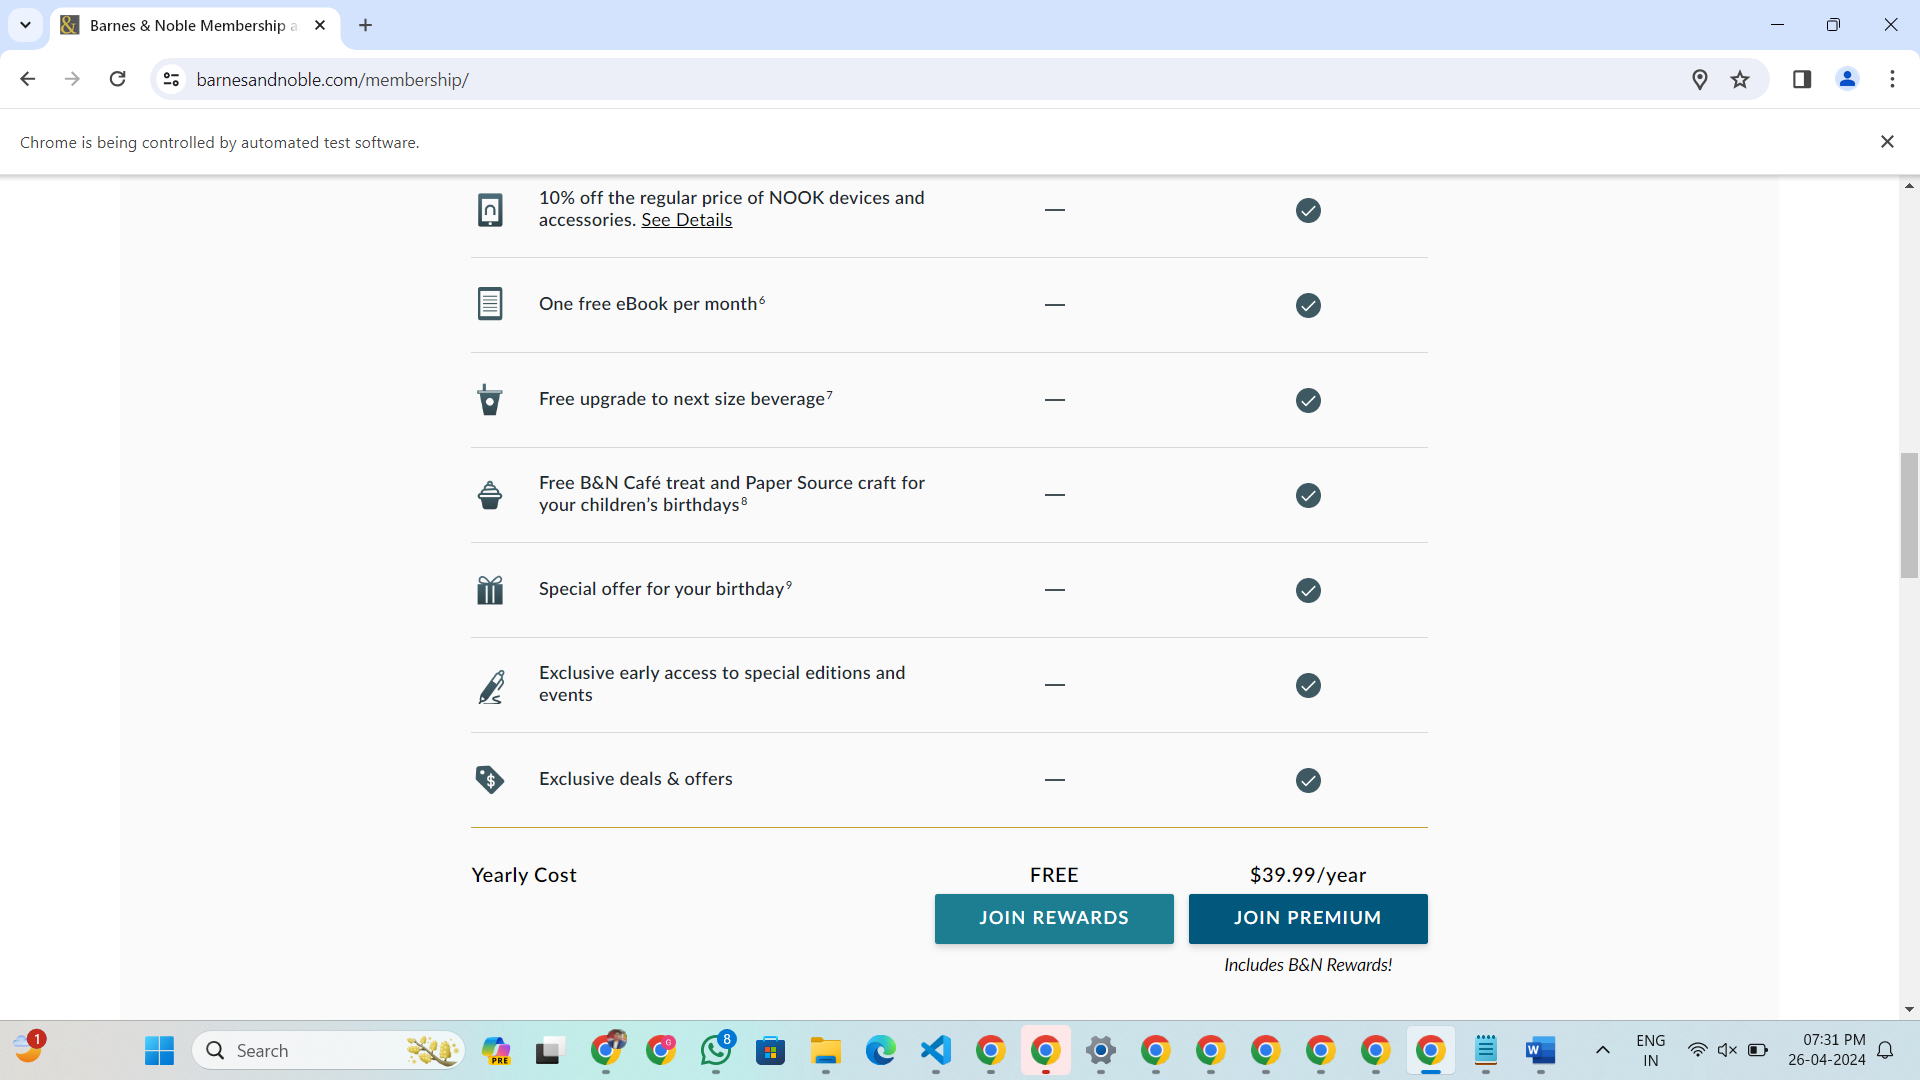 Barnes & Noble Membership a
barnesandnoble.com/membership/
Chrome is being controlled by automated test software.
10% off the regular price of NOOK devices and
accessories. See Details
One free eBook per month⁶
Free upgrade to next size beverage⁷
Free B&N Café treat and Paper Source craft for
your children’s birthdays⁸
Special offer for your birthday⁹
Exclusive early access to special editions and
events
Exclusive deals & offers
Yearly Cost FREE $39.99/year
JOIN REWARDS JOIN PREMIUM
Includes B&N Rewards!
1
Search
PRE
G
8
ENG
IN
07:31 PM
26-04-2024